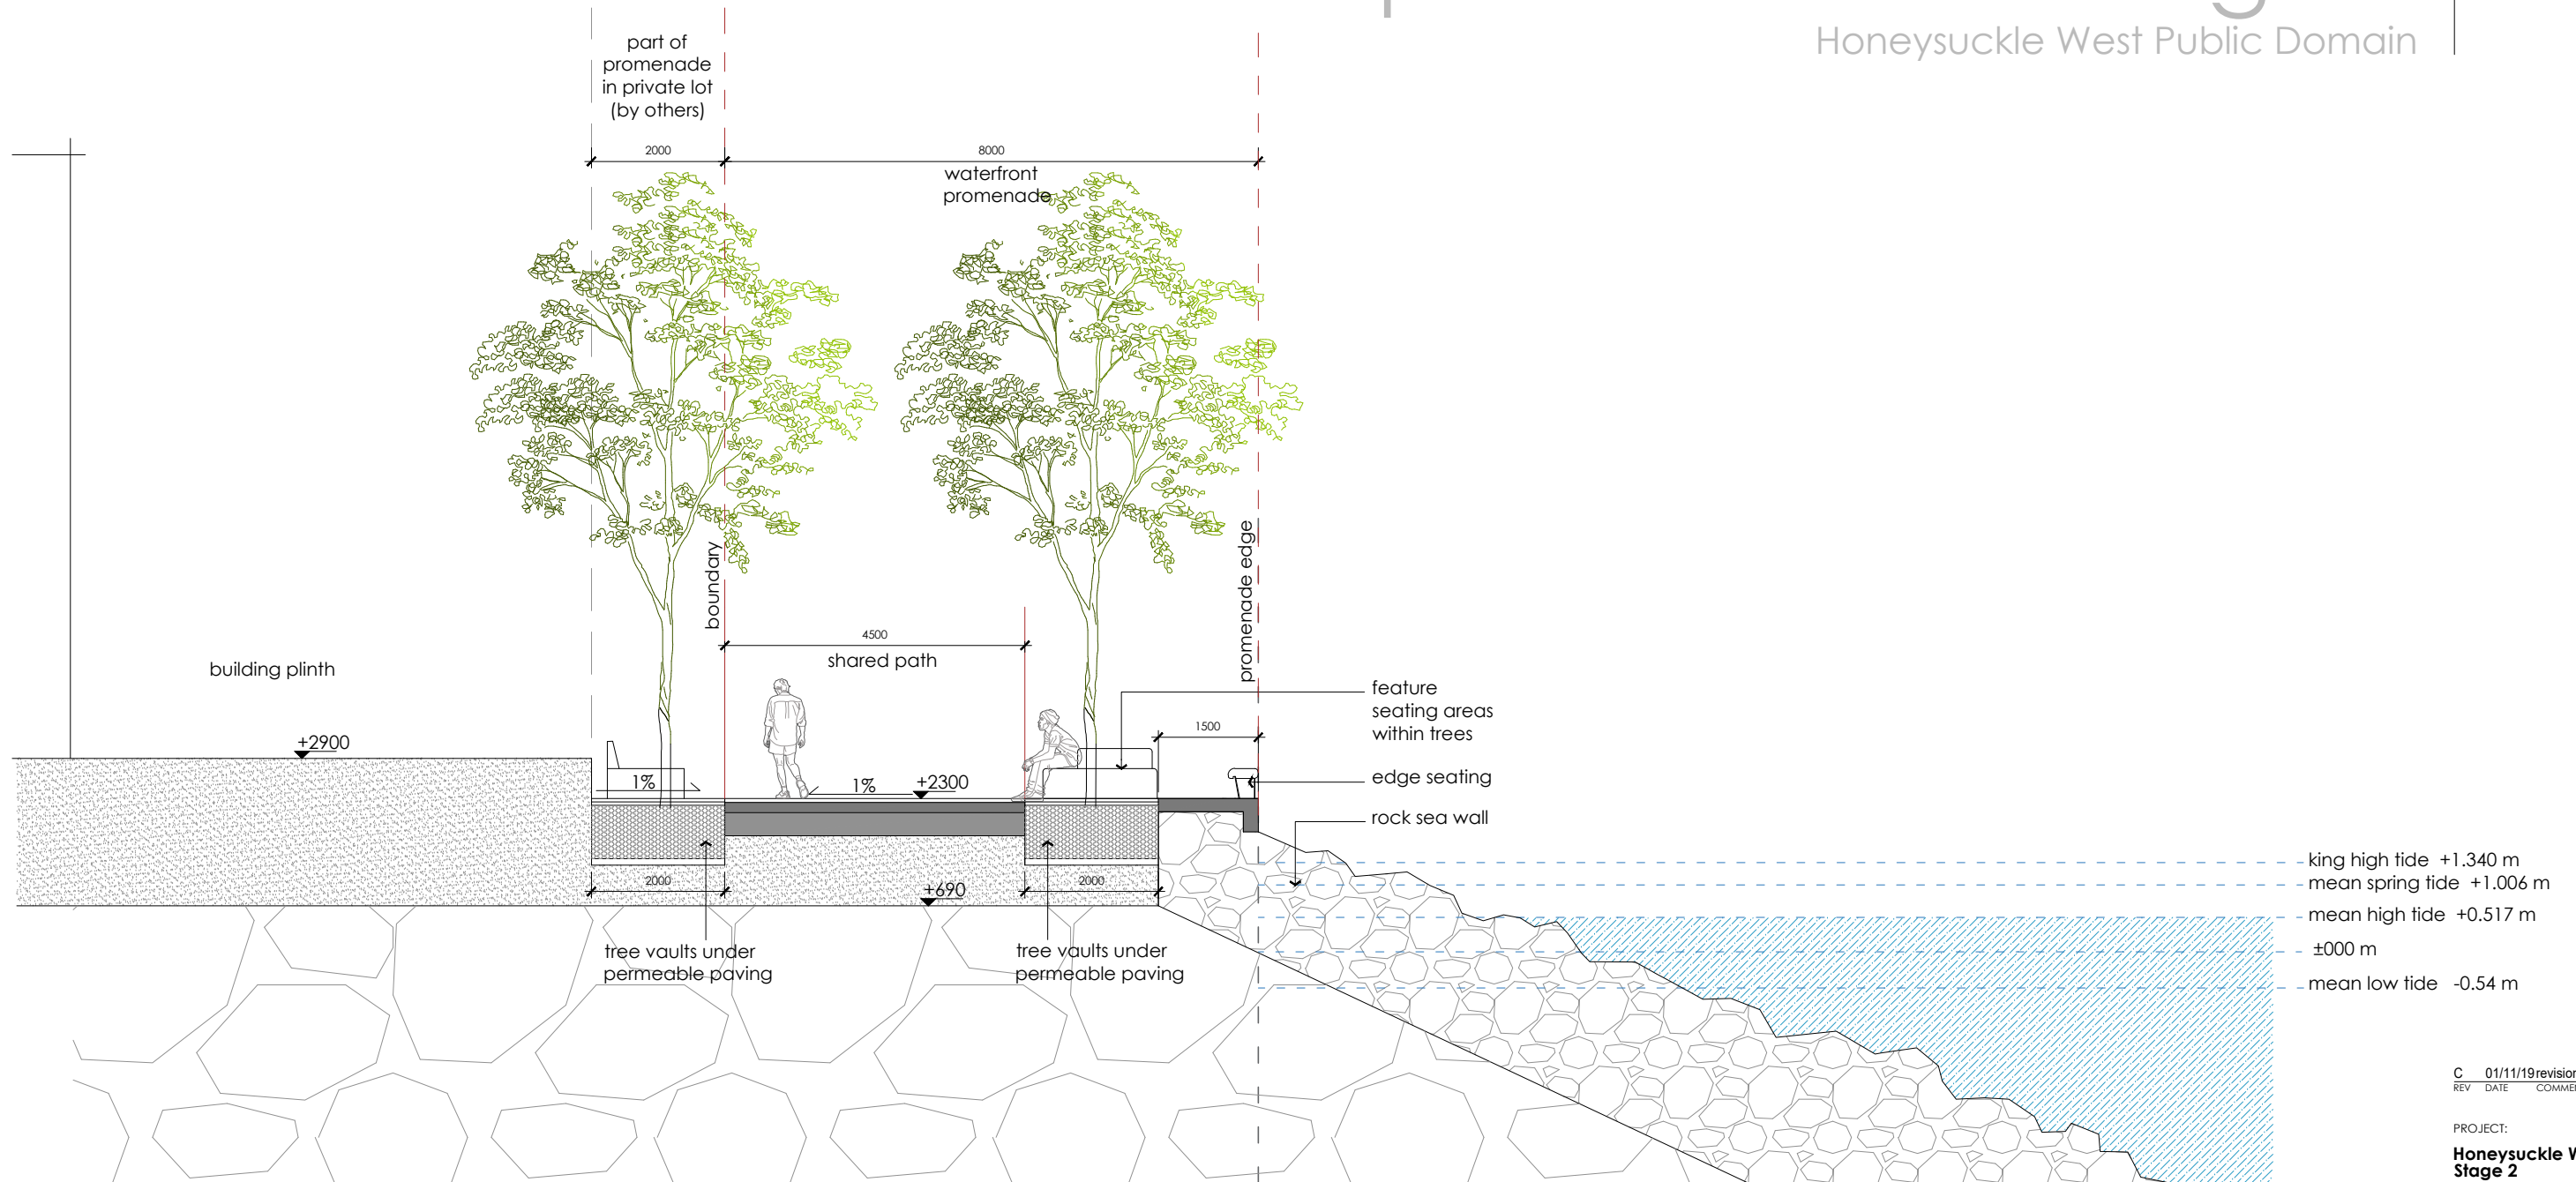 Honeysuckle West Public Domain
part of
promenade
in private lot
(by others)
2000
8000
waterfront
promenade
boundary
promenade edge
4500
shared path
building plinth
feature
seating areas
within trees
1500
+2900
edge seating
1%
1%
+2300
rock sea wall
king high tide +1.340 m
mean spring tide +1.006 m
2000
+690
2000
mean high tide +0.517 m
tree vaults under
permeable paving
tree vaults under
permeable paving
±000 m
mean low tide -0.54 m
C 01/11/19 revision
REV DATE
PROJECT:
Honeysuckle
Stage 2